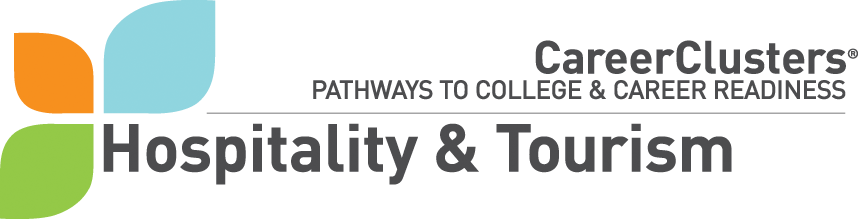 CareerClusters®
PATHWAYS TO COLLEGE & CAREER READINESS
Hospitality & Tourism